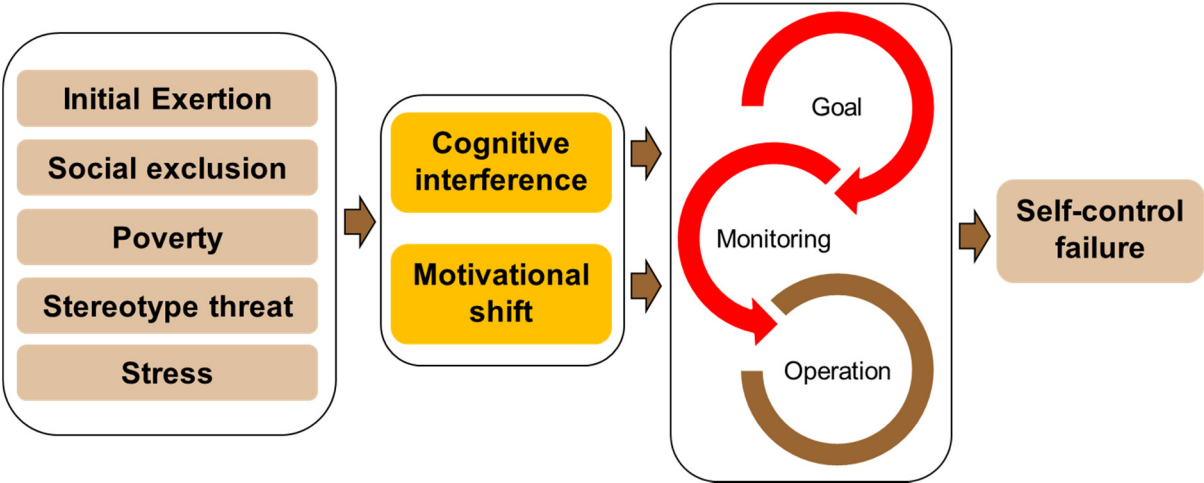 Initial Exertion
Social exclusion
Poverty
Stereotype threat
Stress
Cognitive
interference
Motivational
shift
Goal
Monitoring
Operation
Self-control
failure